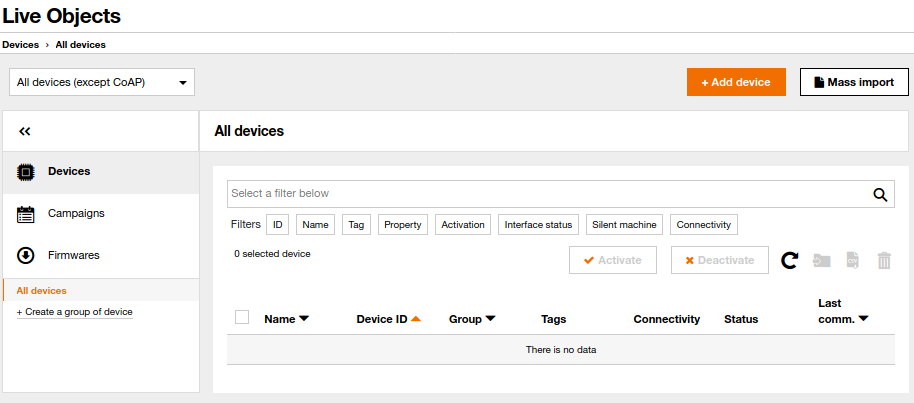 Live Objects
Devices › All devices
All devices (except CoAP)
+ Add device
Mass import
All devices
Devices
Campaigns
Firmwares
All devices
+ Create a group of device
Select a filter below
Filters ID Name Tag Property Activation Interface status Silent machine Connectivity
0 selected device
Activate
Deactivate
Name Device ID Group Tags Connectivity Status Last comm.
There is no data